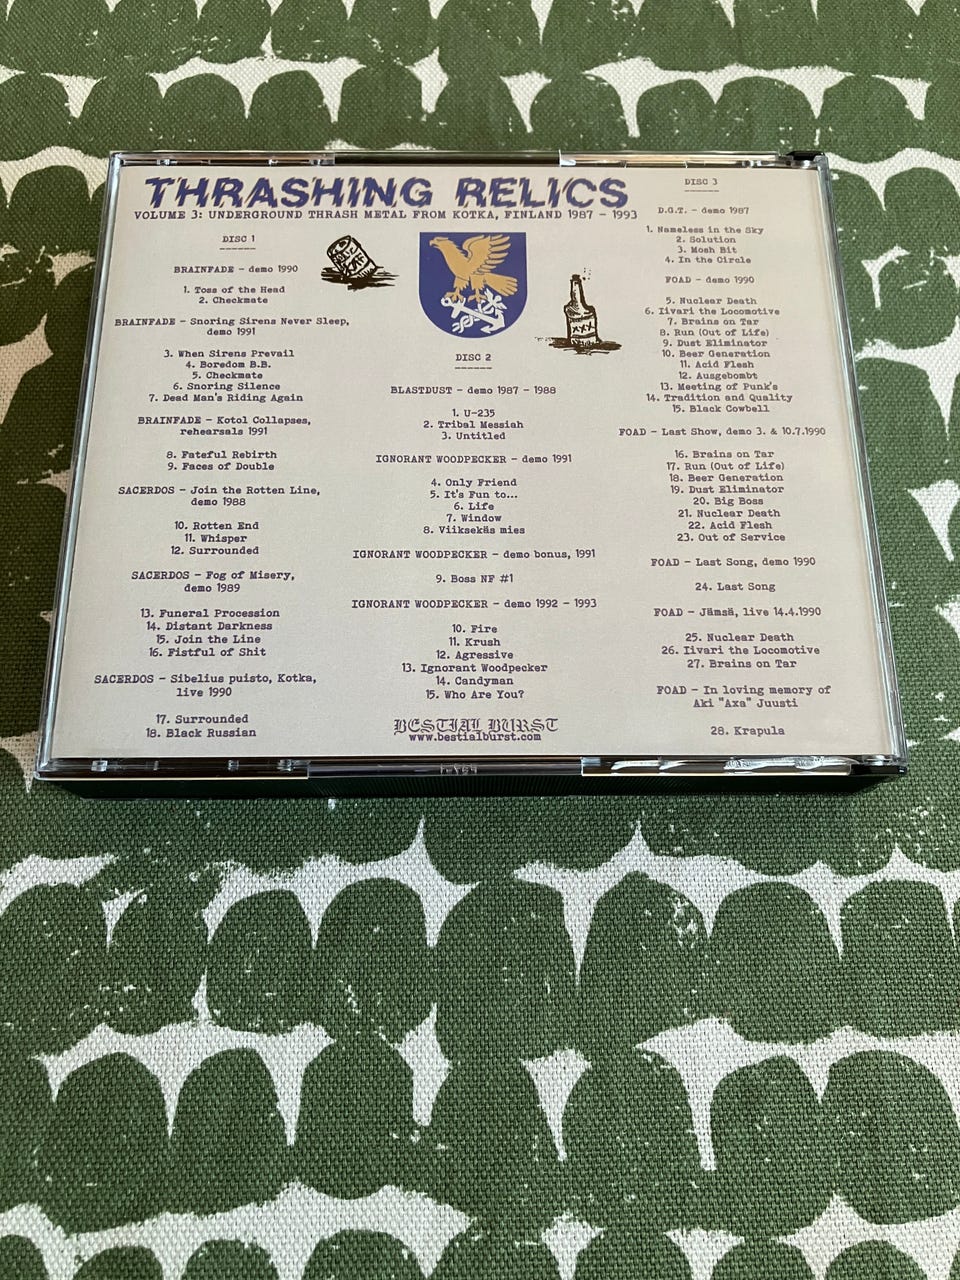 THRASHING RELICS
VOLUME 3: UNDERGROUND THRASH METAL FROM KOTKA, FINLAND 1987 - 1993
DISC 1
BRAINFADE - demo 1990
1. Toss of the Head
2. Checkmate
BRAINFADE - Snoring Sirens Never Sleep,
demo 1991
3. When Sirens Prevail
4. Boredom B.B.
5. Checkmate
6. Snoring Silence
7. Dead Man's Riding Again
BRAINFADE - Kotol Collapses,
rehearsals 1991
8. Fateful Rebirth
9. Faces of Double
SACERDOS - Join the Rotten Line,
demo 1988
10. Rotten End
11. Whisper
12. Surrounded
SACERDOS - Fog of Misery,
demo 1989
13. Funeral Procession
14. Distant Darkness
15. Join the Line
16. Fistful of Shit
SACERDOS - Sibelius puisto, Kotka,
live 1990
17. Surrounded
18. Black Russian
XXX
DISC 2
BLASTDUST - demo 1987 - 1988
1. U-235
2. Tribal Messiah
3. Untitled
IGNORANT WOODPECKER - demo 1991
4. Only Friend
5. It's Fun to...
6. Life
7. Window
8. Viiksekäs mies
IGNORANT WOODPECKER - demo bonus, 1991
9. Boss NF #1
IGNORANT WOODPECKER - demo 1992 - 1993
10. Fire
11. Krush
12. Agressive
13. Ignorant Woodpecker
14. Candyman
15. Who Are You?
BESTIAL BURST
www.bestialburst.com
DISC 3
D.G.T. - demo 1987
1. Nameless in the Sky
2. Solution
3. Mosh Bit
4. In the Circle
FOAD - demo 1990
5. Nuclear Death
6. Iivari the Locomotive
7. Brains on Tar
8. Run (Out of Life)
9. Dust Eliminator
10. Beer Generation
11. Acid Flesh
12. Ausgebombt
13. Meeting of Punk's
14. Tradition and Quality
15. Black Cowbell
FOAD - Last Show, demo 3. & 10.7.1990
16. Brains on Tar
17. Run (Out of Life)
18. Beer Generation
19. Dust Eliminator
20. Big Boss
21. Nuclear Death
22. Acid Flesh
23. Out of Service
FOAD - Last Song, demo 1990
24. Last Song
FOAD - Jämsä, live 14.4.1990
25. Nuclear Death
26. Iivari the Locomotive
27. Brains on Tar
FOAD - In loving memory of
Aki "Axa" Juusti
28. Krapula